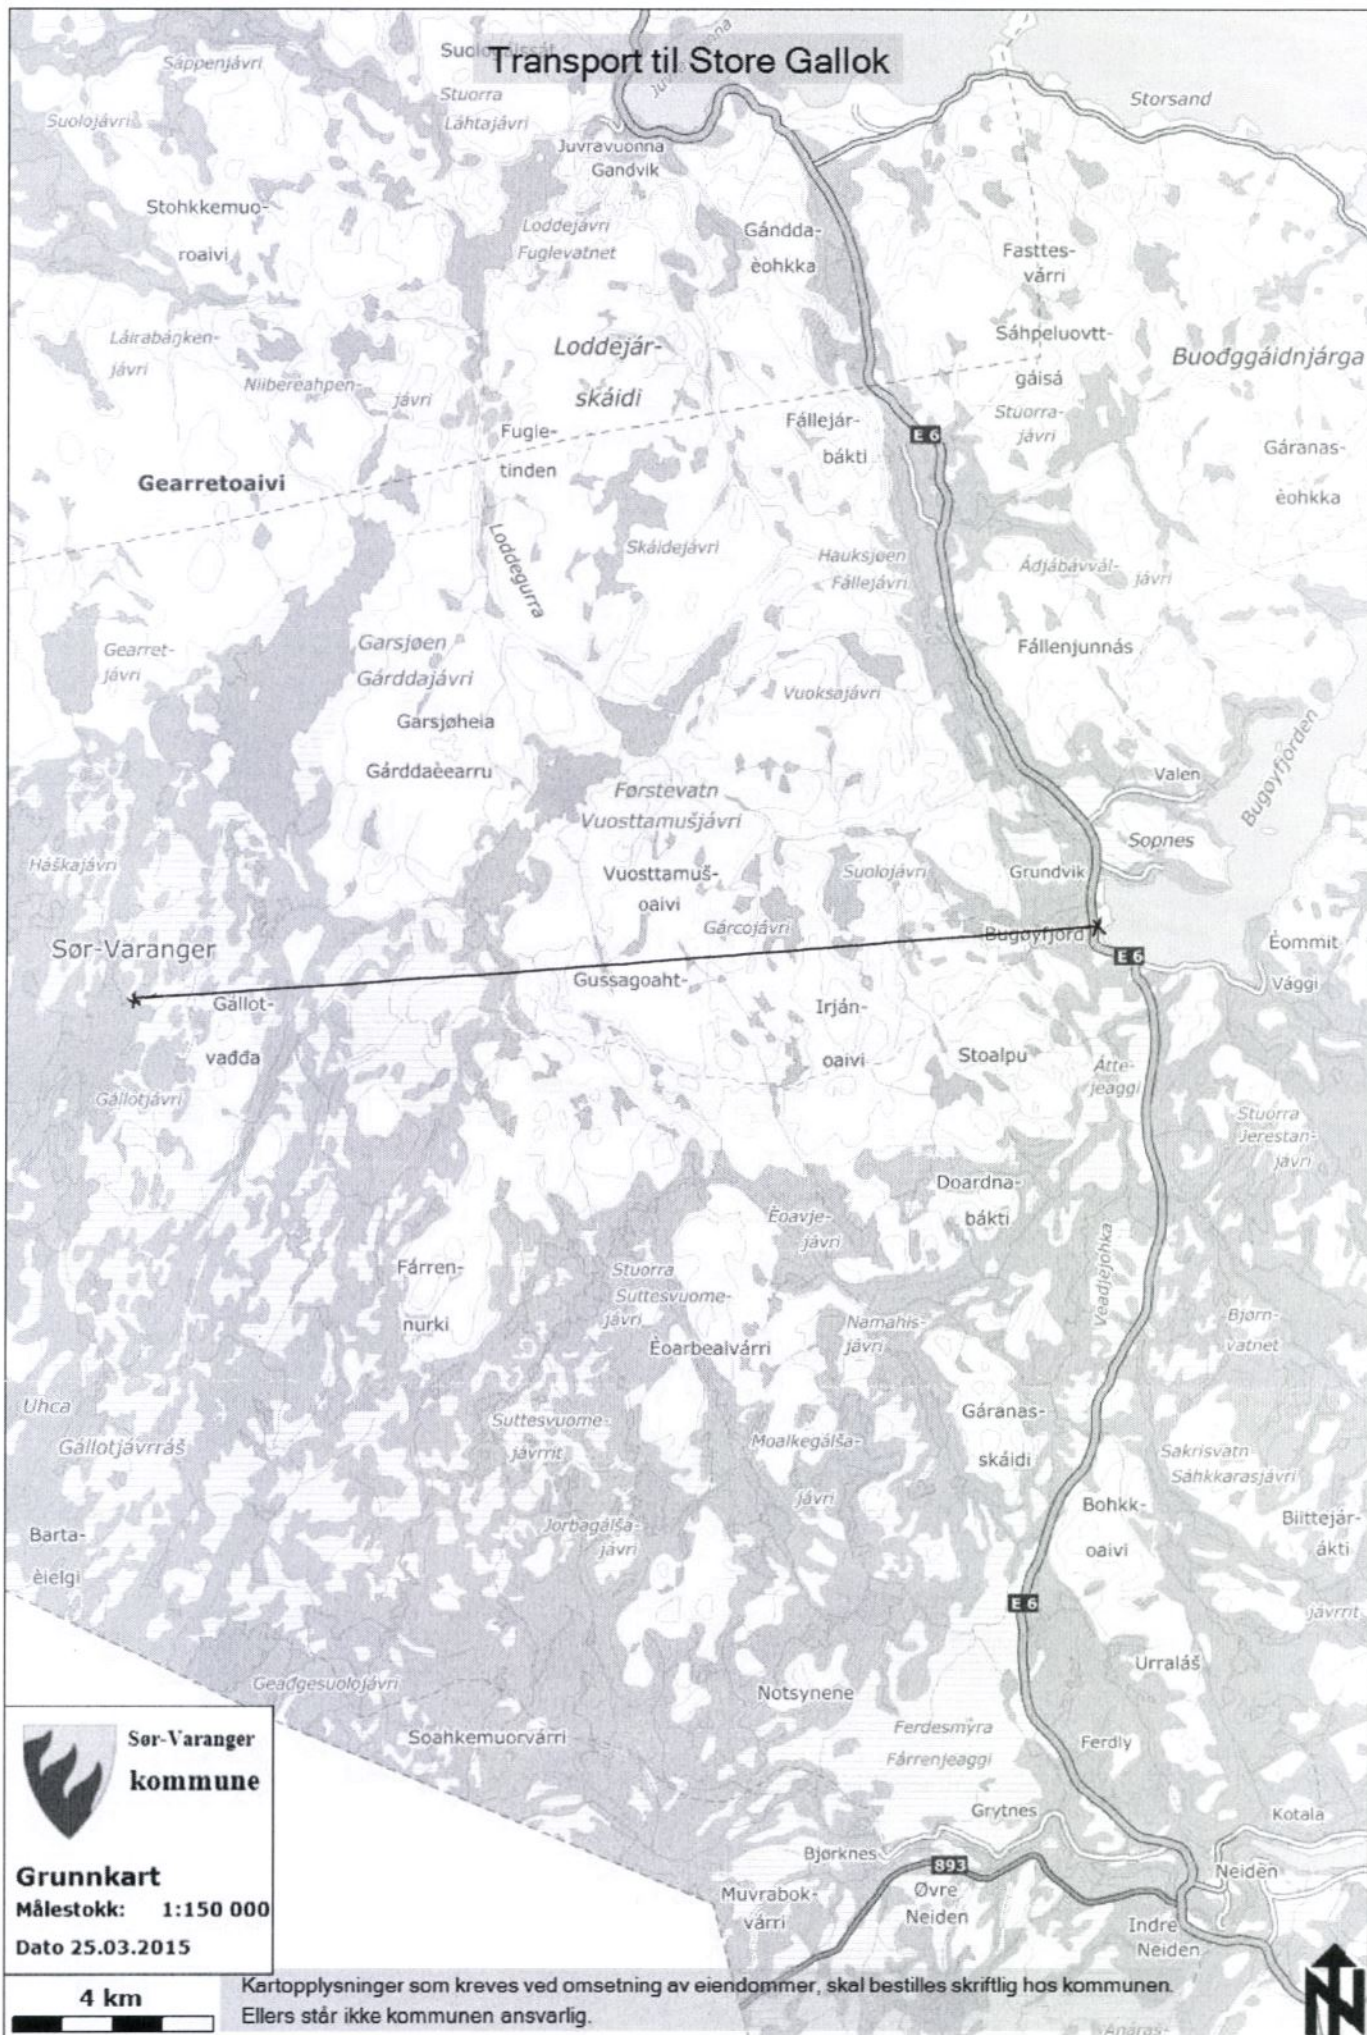 Transport til Store Gallok
Sáppenjávri
Stuorra
Láhtajávri
Storsand
Suolojávri
Juvravuonna
Gandvik
Stohkkemuo-
roaivi
Loddejávri
Fuglevatnet
Gándda-
èohkka
Fasttes-
várri
Láirabáŋken-
jávri
Niibereahpen-
jávri
Loddejár-
skáidi
Sáhpeluovtt-
gáisá
Buođggáidnjárga
Stuorra-
jávri
Fugle-
tinden
Fállejár-
bákti
E 6
Gáranas-
èohkka
Gearretoaivi
Loddegurra
Skáidejávri
Hauksjøen
Fállejávri
Ádjábávvál-
jávri
Gearret-
jávri
Garsjøen
Gárddajávri
Fállenjunnás
Garsjøheia
Vuoksajávri
Gárddaèearru
Førstevatn
Vuosttamušjávri
Valen
Bugøyfjorden
Sopnes
Háškajávri
Vuosttamuš-
oaivi
Suolojávri
Grundvik
Gárcojávri
Bugøyfjord
Sør-Varanger
E 6
Èommit-
Vággi
Gállot-
vađđa
Gussagoaht-
Irján-
oaivi
Stoalpu
Átte-
jeaggi
Gállotjávri
Stuorra
Jerestan-
jávri
Doardna-
bákti
Èoavje-
jávri
Veadjejohka
Fárren-
nurki
Stuorra
Suttesvuome-
jávri
Namahis-
jávri
Bjørn-
vatnet
Èoarbealvárri
Uhca
Gállotjávrráš
Suttesvuome-
jávrrit
Moalkegálša-
jávri
Gáranas-
skáidi
Sakrisvatn
Sáhkkarasjávri
Barta-
èielgi
Jorbagálša-
jávri
Bohkk-
oaivi
Biittejár-
ákti
E 6
jávrrit
Geađgesuolojávri
Notsynene
Urraláš
Soahkemuorvárri
Ferdesmyra
Fárrenjeaggi
Ferdly
Grytnes
Kotala
Bjørknes
893
Neiden
Muvrabok-
várri
Øvre
Neiden
Indre
Neiden
Sør-Varanger
kommune
Grunnkart
Målestokk: 1:150 000
Dato 25.03.2015
4 km
Kartopplysninger som kreves ved omsetning av eiendommer, skal bestilles skriftlig hos kommunen.
Ellers står ikke kommunen ansvarlig.
N